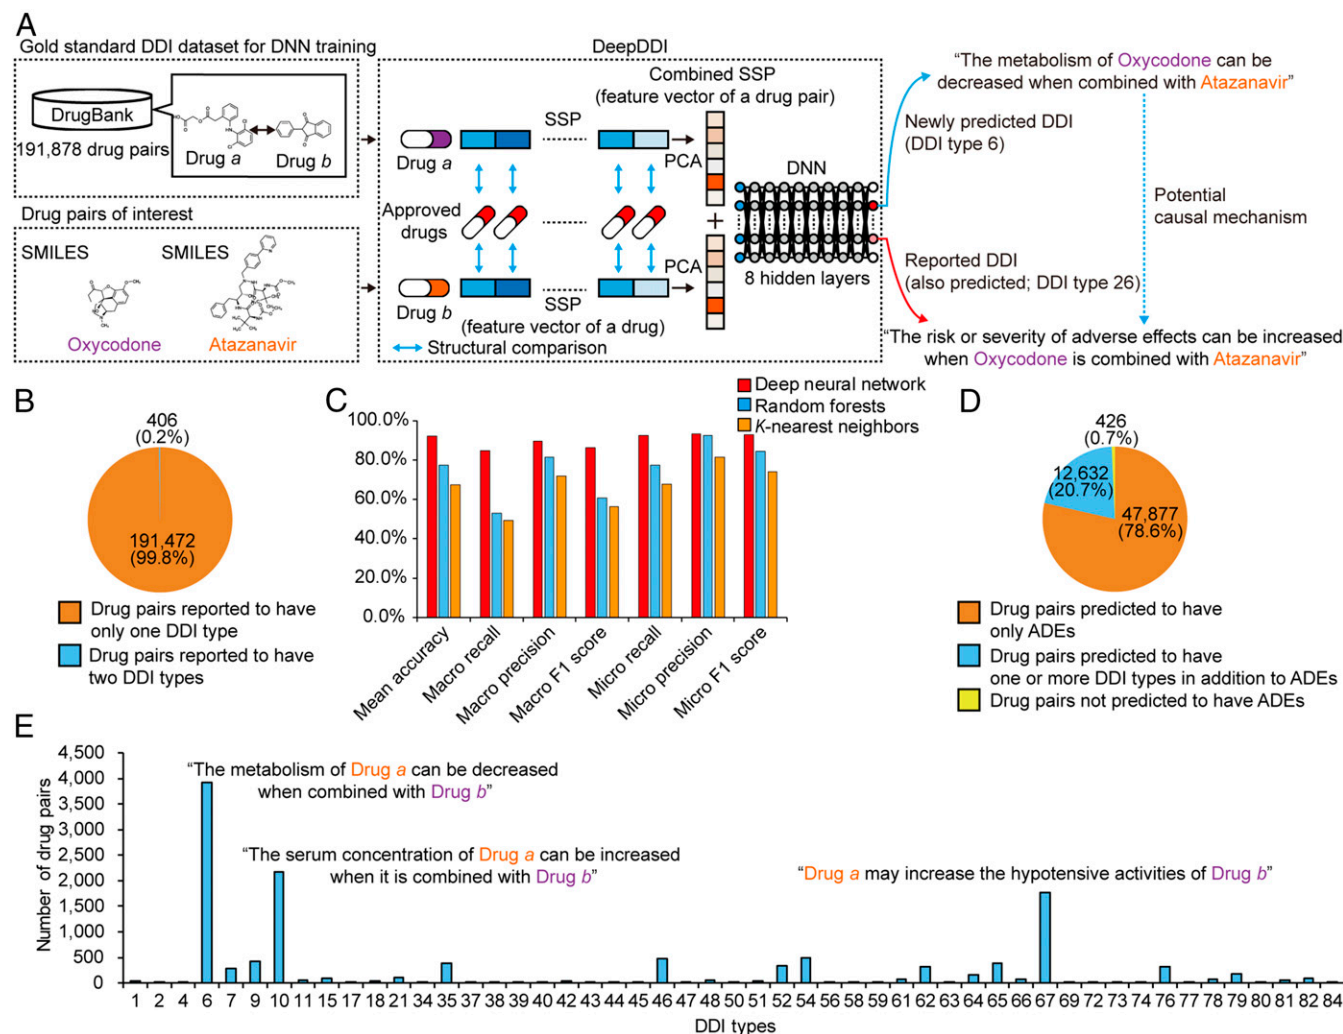 A
Gold standard DDI dataset for DNN training
DrugBank
191,878 drug pairs
Drug a
Drug b
Drug pairs of interest
SMILES
SMILES
Oxycodone
Atazanavir
DeepDDI
Combined SSP
(feature vector of a drug pair)
SSP
Drug a
PCA
DNN
Approved
drugs
+
PCA
8 hidden layers
Drug b
SSP
(feature vector of a drug)
Structural comparison
“The metabolism of Oxycodone can be
decreased when combined with Atazanavir”
Newly predicted DDI
(DDI type 6)
Potential
causal mechanism
Reported DDI
(also predicted; DDI type 26)
“The risk or severity of adverse effects can be increased
when Oxycodone is combined with Atazanavir”
B
406
(0.2%)
191,472
(99.8%)
Drug pairs reported to have
only one DDI type
Drug pairs reported to have
two DDI types
C
Deep neural network
Random forests
K-nearest neighbors
100.0%
80.0%
60.0%
40.0%
20.0%
0.0%
Mean accuracy
Macro recall
Macro precision
Macro F1 score
Micro recall
Micro precision
Micro F1 score
D
426
(0.7%)
12,632
(20.7%)
47,877
(78.6%)
Drug pairs predicted to have
only ADEs
Drug pairs predicted to have
one or more DDI types in addition to ADEs
Drug pairs not predicted to have ADEs
E
Number of drug pairs
4,500
4,000
3,500
3,000
2,500
2,000
1,500
1,000
500
0
“The metabolism of Drug a can be decreased
when combined with Drug b”
“The serum concentration of Drug a can be increased
when it is combined with Drug b”
“Drug a may increase the hypotensive activities of Drug b”
1 2 4 6 7 9 10 11 15 17 18 21 34 35 37 38 39 40 42 43 45 46 47 48 50 51 52 54 56 58 59 61 62 63 64 65 66 67 69 72 73 74 76 77 78 79 80 81 82 84
DDI types